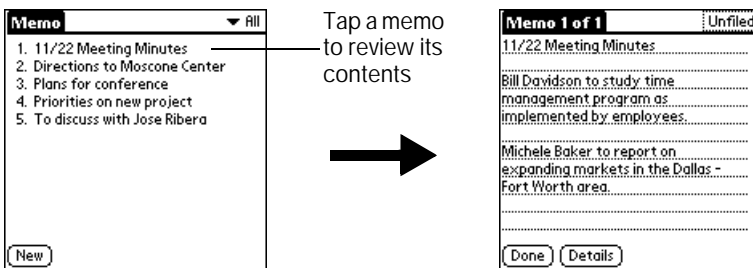 Memo
All
1. 11/22 Meeting Minutes
2. Directions to Moscone Center
3. Plans for conference
4. Priorities on new project
5. To discuss with Jose Ribera
New
Tap a memo
to review its
contents
Memo 1 of 1
Unfiled
11/22 Meeting Minutes
Bill Davidson to study time
management program as
implemented by employees.
Michele Baker to report on
expanding markets in the Dallas -
Fort Worth area.
Done
Details